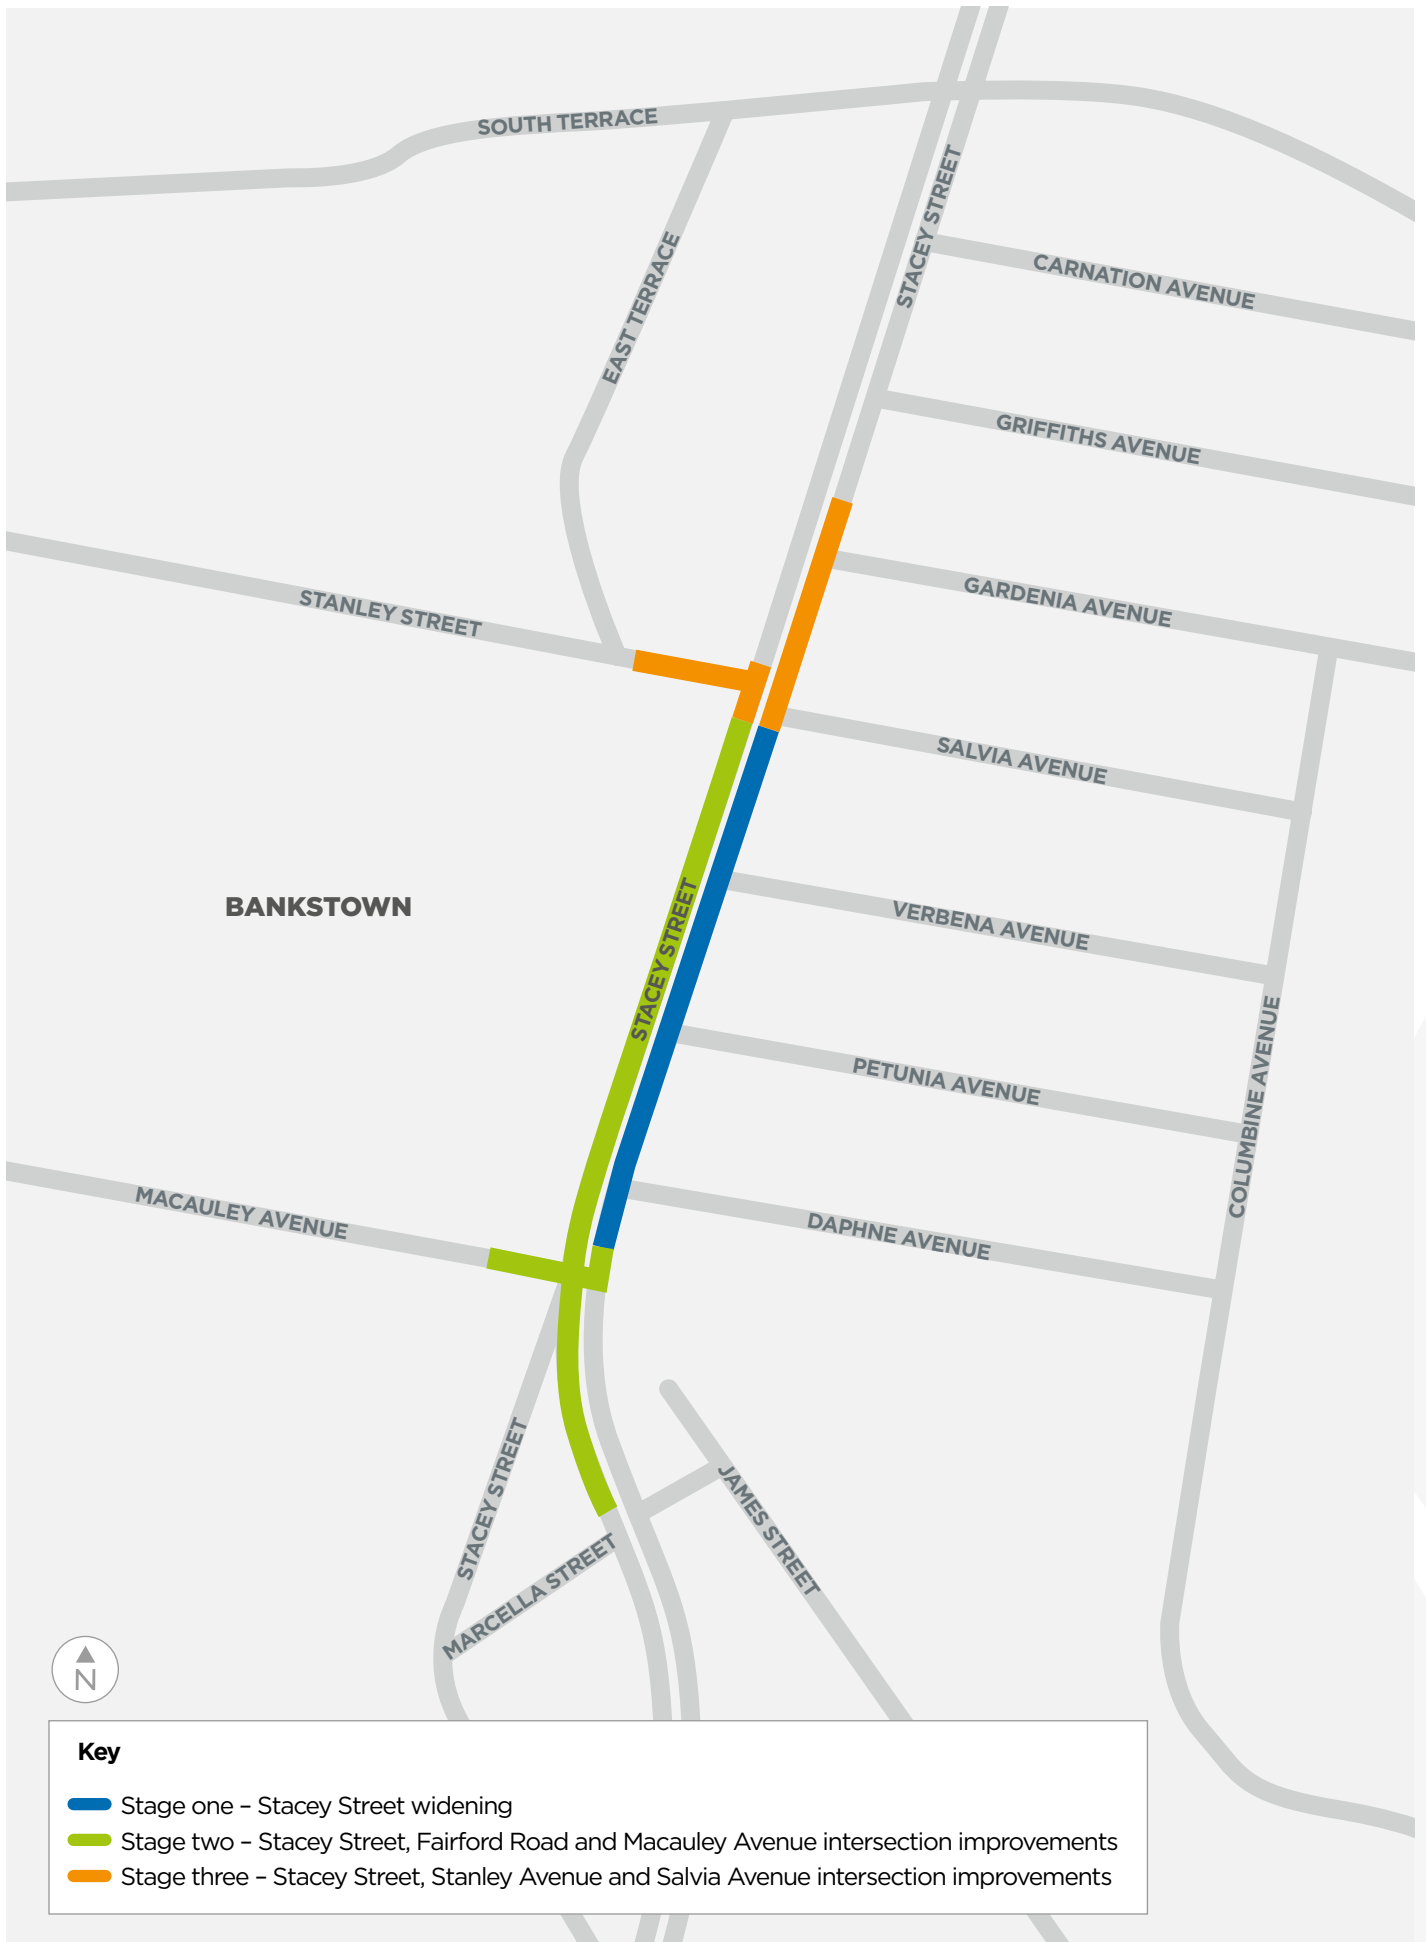 SOUTH TERRACE
STACEY STREET
CARNATION AVENUE
EAST TERRACE
GRIFFITHS AVENUE
STANLEY STREET
GARDENIA AVENUE
SALVIA AVENUE
BANKSTOWN
STACEY STREET
VERBENA AVENUE
PETUNIA AVENUE
COLUMBINE AVENUE
MACAULEY AVENUE
DAPHNE AVENUE
STACEY STREET
JAMES STREET
MARCELLA STREET
N
Key
Stage one – Stacey Street widening
Stage two – Stacey Street, Fairford Road and Macauley Avenue intersection improvements
Stage three – Stacey Street, Stanley Avenue and Salvia Avenue intersection improvements